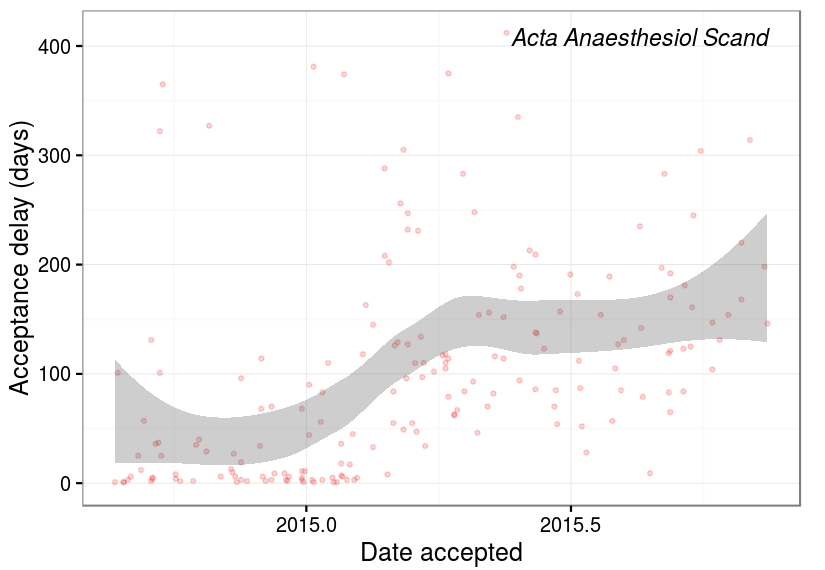 Acta Anaesthesiol Scand
400
300
200
100
0
Acceptance delay (days)
2015.0
2015.5
Date accepted